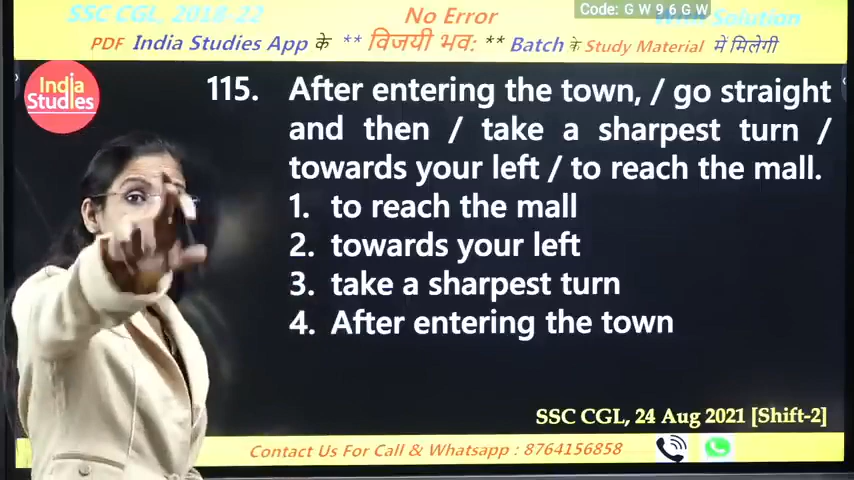 SSC CGL, 2018-22
No Error
Code: G W 9 6 G W
Solution
PDF India Studies App के ** विजयी भव: ** Batch के Study Material में मिलेगी
India
Studies
115. After entering the town, / go straight
and then / take a sharpest turn /
towards your left / to reach the mall.
1. to reach the mall
2. towards your left
3. take a sharpest turn
4. After entering the town
SSC CGL, 24 Aug 2021 [Shift-2]
Contact Us For Call & Whatsapp : 8764156858